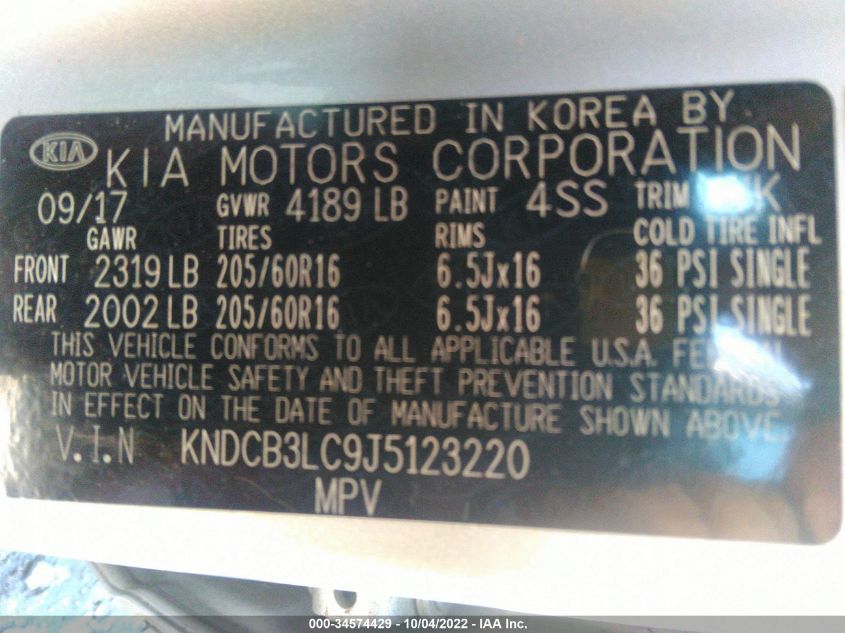 MANUFACTURED IN KOREA BY
KIA KIA MOTORS CORPORATION
09/17 GVWR 4189 LB PAINT 4SS TRIM K
GAWR TIRES RIMS COLD TIRE INFL
FRONT 2319 LB 205/60R16 6.5Jx16 36 PSI SINGLE
REAR 2002 LB 205/60R16 6.5Jx16 36 PSI SINGLE
THIS VEHICLE CONFORMS TO ALL APPLICABLE U.S.A. FEDERAL
MOTOR VEHICLE SAFETY AND THEFT PREVENTION STANDARDS
IN EFFECT ON THE DATE OF MANUFACTURE SHOWN ABOVE.
V.I.N KNDCB3LC9J5123220
MPV
000-34574429 - 10/04/2022 - IAA Inc.